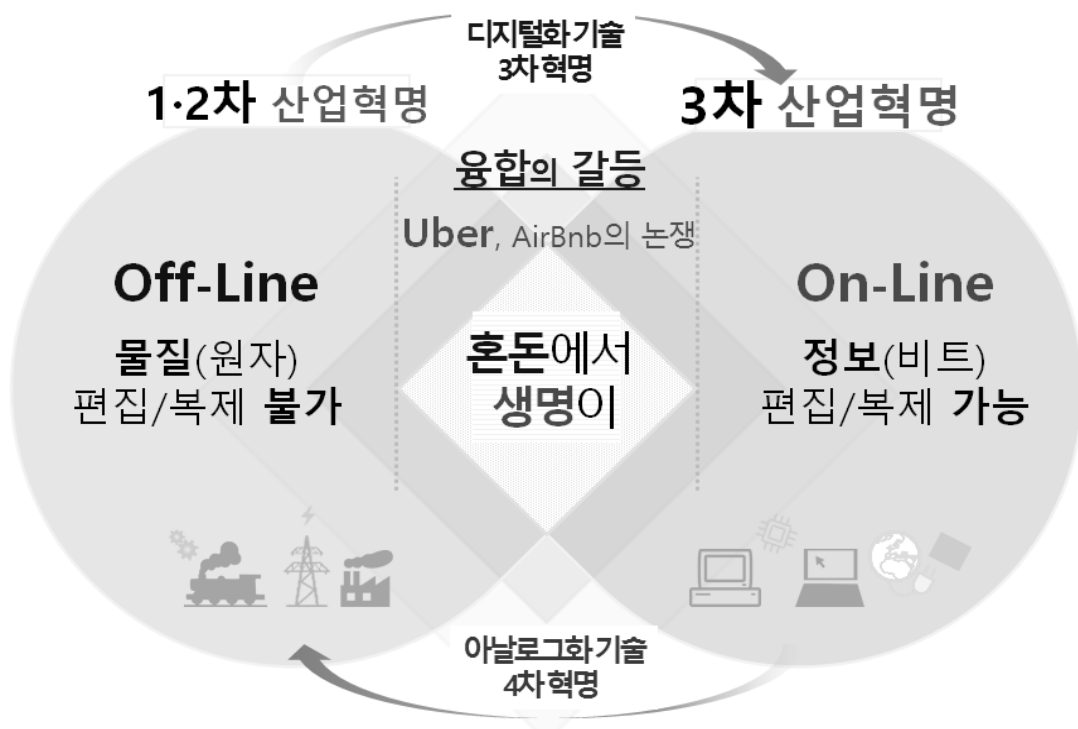 디지털화 기술
3차 혁명
1·2차 산업혁명
3차 산업혁명
융합의 갈등
Uber, AirBnb의 논쟁
Off-Line
물질(원자)
편집/복제 불가
혼돈에서
생명이
On-Line
정보(비트)
편집/복제 가능
아날로그화 기술
4차 혁명